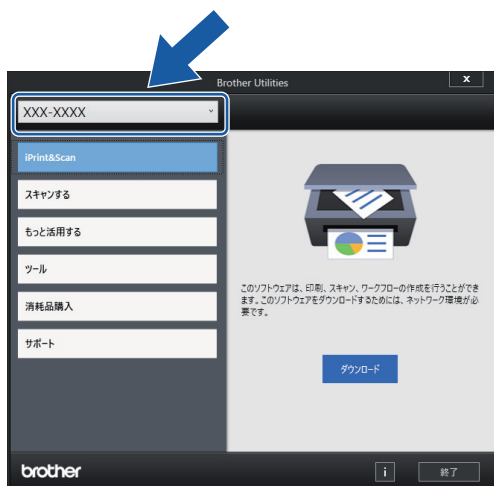 Brother Utilities
x
XXX-XXXX
iPrint&Scan
スキャンする
もっと活用する
ツール
消耗品購入
サポート
このソフトウェアは、印刷、スキャン、ワークフローの作成を行うことができ
ます。このソフトウェアをダウンロードするためには、ネットワーク環境が必
要です。
ダウンロード
brother
i
終了